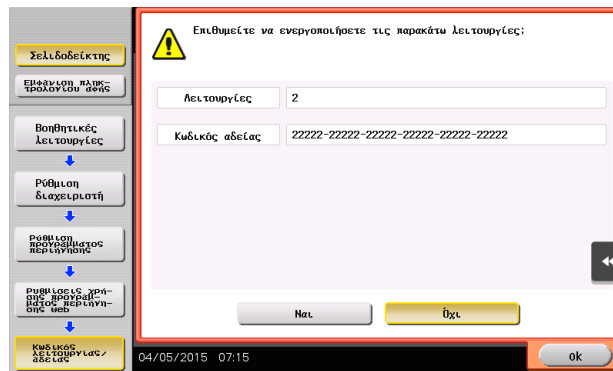 Επιθυμείτε να ενεργοποιήσετε τις παρακάτω λειτουργίες;
Σελιδοδείκτης
Εμφάνιση πληκ-
τρολογίου αφής
Λειτουργίες
2
Βοηθητικές
λειτουργίες
Κωδικός αδείας
22222-22222-22222-22222-22222-22222
Ρύθμιση
διαχειριστή
Ρύθμιση
προγράμματος
περιήγησης
Ρυθμίσεις χρή-
σης προγράμ-
ματος περιήγη-
σης web
Ναι
Όχι
Κωδικός
λειτουργίας/
άδειας
04/05/2015 07:15
ok